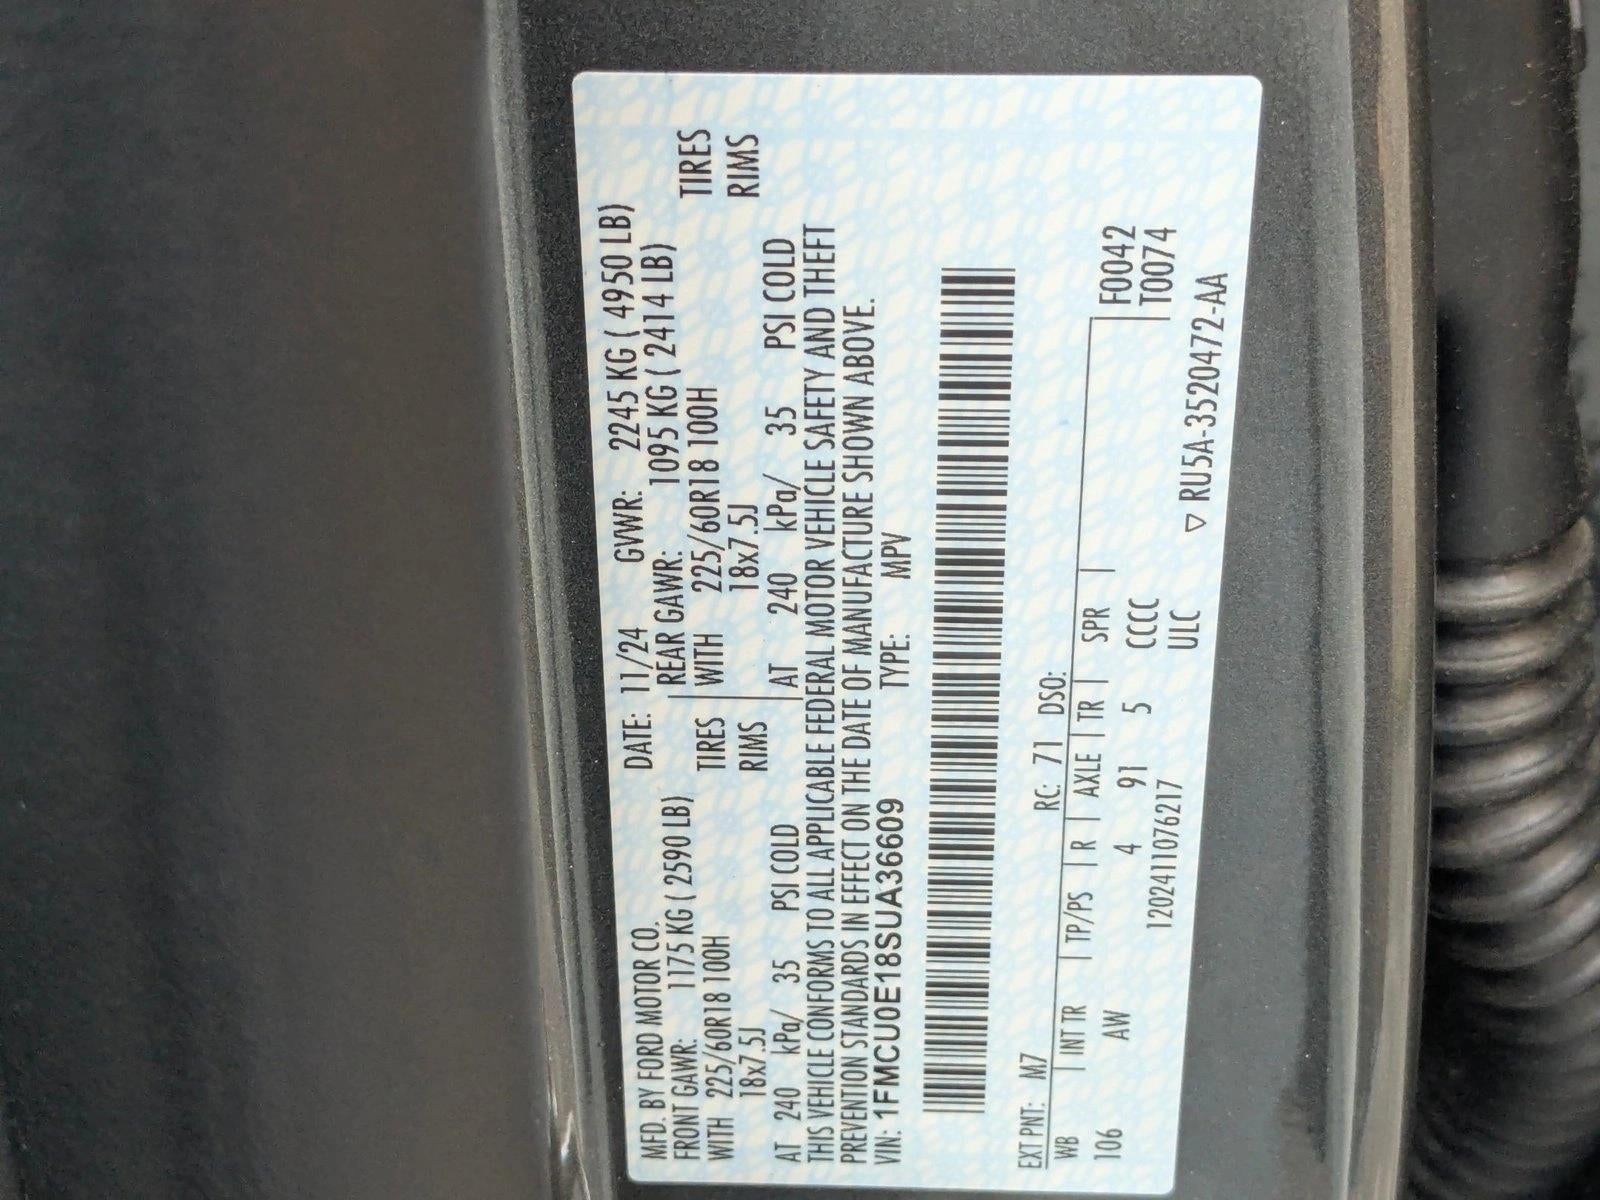 MFD. BY FORD MOTOR CO. DATE: 11/24 GVWR: 2245 KG ( 4950 LB)
FRONT GAWR: 1175 KG ( 2590 LB) REAR GAWR: 1095 KG ( 2414 LB)
WITH 225/60R18 100H TIRES WITH 225/60R18 100H TIRES
18x7.5J RIMS 18x7.5J RIMS
AT 240 kPa/ 35 PSI COLD AT 240 kPa/ 35 PSI COLD
THIS VEHICLE CONFORMS TO ALL APPLICABLE FEDERAL MOTOR VEHICLE SAFETY AND THEFT
PREVENTION STANDARDS IN EFFECT ON THE DATE OF MANUFACTURE SHOWN ABOVE.
VIN: 1FMCU0E18SUA36609 TYPE: MPV
EXT PNT: M7 RC: 71 DSO:
WB INT TR TP/PS R AXLE TR SPR F0042
106 AW 4 91 5 CCCC T0074
12024110762​17 ULC
▽ RU5A-3520472-AA